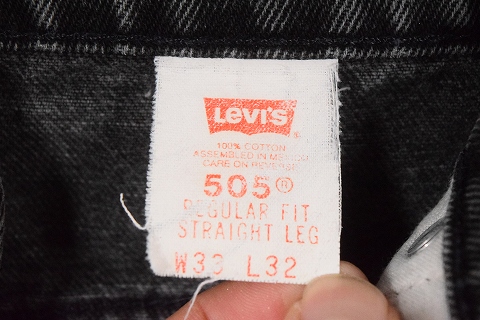 LEVI'S
®
100% COTTON
ASSEMBLED IN MEXICO
CARE ON REVERSE
505®
REGULAR FIT
STRAIGHT LEG
W33 L32